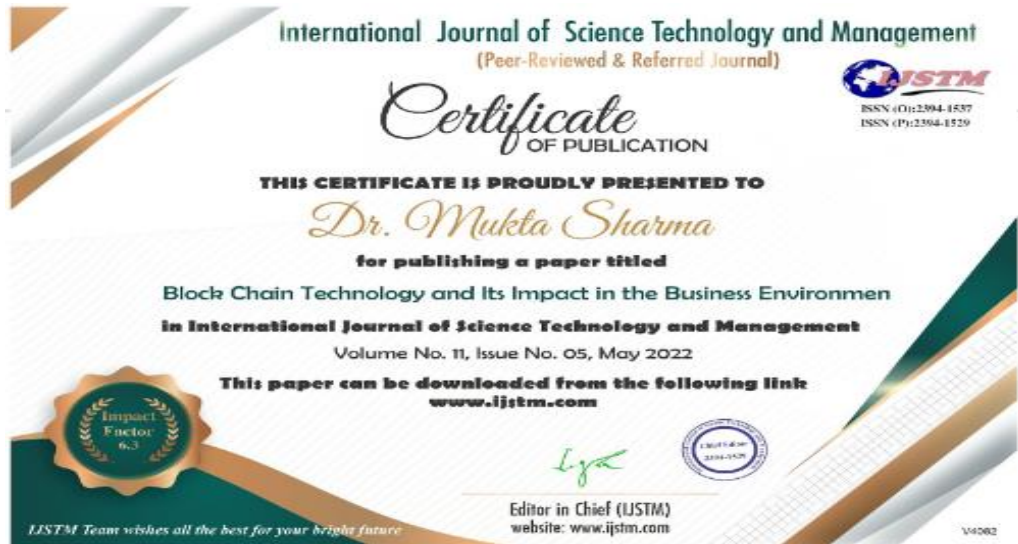 International Journal of Science Technology and Management
(Peer-Reviewed & Referred Journal)
IJSTM
ISSN (O):2394-1537
ISSN (P):2394-1529
Certificate
OF PUBLICATION
THIS CERTIFICATE IS PROUDLY PRESENTED TO
Dr. Mukta Sharma
for publishing a paper titled
Block Chain Technology and Its Impact in the Business Environmen
in International Journal of Science Technology and Management
Volume No. 11, Issue No. 05, May 2022
This paper can be downloaded from the following link
www.ijstm.com
Impact
Factor
6.3
Chief Editor
2394-1529
Editor in Chief (IJSTM)
website: www.ijstm.com
IJSTM Team wishes all the best for your bright future
V4082